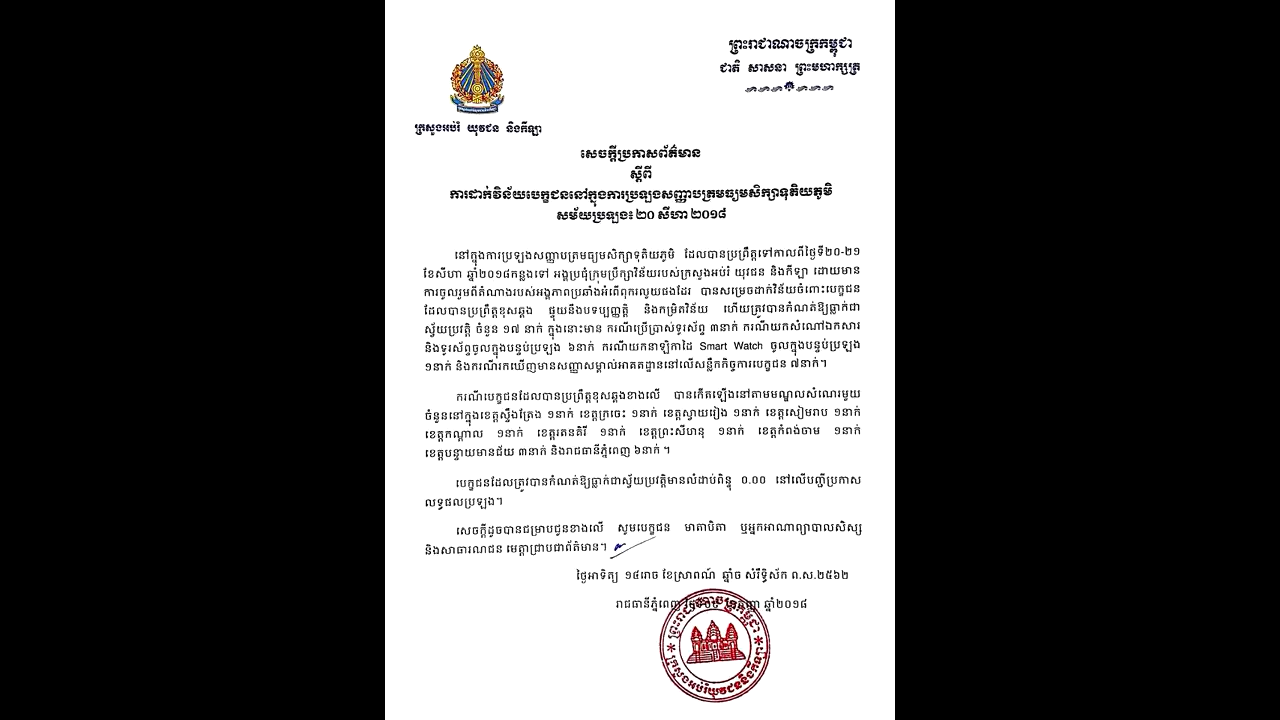 ព្រះរាជាណាចក្រកម្ពុជា
ជាតិ សាសនា ព្រះមហាក្សត្រ
ក្រសួងអប់រំ យុវជន និងកីឡា
សេចក្តីប្រកាសព័ត៌មាន
ស្តីពី
ការដាក់វិន័យបេក្ខជននៅក្នុងការប្រឡងសញ្ញាបត្រមធ្យមសិក្សាទុតិយភូមិ
សម័យប្រឡង៖ ២០ សីហា ២០១៨
នៅក្នុងការប្រឡងសញ្ញាបត្រមធ្យមសិក្សាទុតិយភូមិ ដែលបានប្រព្រឹត្តទៅកាលពីថ្ងៃទី២០-២១
ខែសីហា ឆ្នាំ២០១៨កន្លងទៅ អង្គប្រជុំក្រុមប្រឹក្សាវិន័យរបស់ក្រសួងអប់រំ យុវជន និងកីឡា ដោយមាន
ការចូលរួមពីតំណាងរបស់អង្គភាពប្រឆាំងអំពើពុករលួយផងដែរ បានសម្រេចដាក់វិន័យចំពោះបេក្ខជន
ដែលបានប្រព្រឹត្តខុសឆ្គង ផ្ទុយនឹងបទប្បញ្ញត្តិ និងកម្រិតវិន័យ ហើយត្រូវបានកំណត់ឱ្យធ្លាក់ជា
ស្វ័យប្រវត្តិ ចំនួន ១៧ នាក់ ក្នុងនោះមាន ករណីប្រើប្រាស់ទូរស័ព្ទ ៣នាក់ ករណីយកសំណៅឯកសារ
និងទូរស័ព្ទចូលក្នុងបន្ទប់ប្រឡង ៦នាក់ ករណីយកនាឡិកាដៃ Smart Watch ចូលក្នុងបន្ទប់ប្រឡង
១នាក់ និងករណីរកឃើញមានសញ្ញាសម្គាល់អាតតដ្ឋាននៅលើសន្លឹកកិច្ចការបេក្ខជន ៧នាក់។
ករណីបេក្ខជនដែលបានប្រព្រឹត្តខុសឆ្គងខាងលើ បានកើតឡើងនៅតាមមណ្ឌលសំណេរមួយ
ចំនួននៅក្នុងខេត្តស្ទឹងត្រែង ១នាក់ ខេត្តក្រចេះ ១នាក់ ខេត្តស្វាយរៀង ១នាក់ ខេត្តសៀមរាប ១នាក់
ខេត្តកណ្តាល ១នាក់ ខេត្តរតនគិរី ១នាក់ ខេត្តព្រះសីហនុ ១នាក់ ខេត្តកំពង់ចាម ១នាក់
ខេត្តបន្ទាយមានជ័យ ៣នាក់ និងរាជធានីភ្នំពេញ ៦នាក់ ។
បេក្ខជនដែលត្រូវបានកំណត់ឱ្យធ្លាក់ជាស្វ័យប្រវត្តិមានលំដាប់ពិន្ទុ ០.០០ នៅលើបញ្ជីប្រកាស
លទ្ធផលប្រឡង។
សេចក្តីដូចបានជម្រាបជូនខាងលើ សូមបេក្ខជន មាតាបិតា ឬអ្នកអាណាព្យាបាលសិស្ស
និងសាធារណជន មេត្តាជ្រាបជាព័ត៌មាន។
ថ្ងៃអាទិត្យ ១៤រោច ខែស្រាពណ៍ ឆ្នាំច សំរឹទ្ធិស័ក ព.ស.២៥៦២
រាជធានីភ្នំពេញ ឆ្នាំ២០១៨
ព្រះរាជាណាចក្រកម្ពុជា
ក្រសួងអប់រំយុវជននិងកីឡា